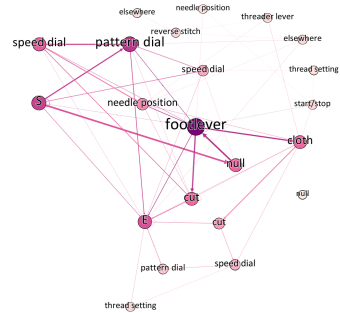 elsewhere
needle position
threader lever
reverse stitch
elsewhere
speed dial
pattern dial
speed dial
thread setting
S
needle position
start/stop
footlever
cloth
null
cut
null
E
cut
pattern dial
speed dial
thread setting